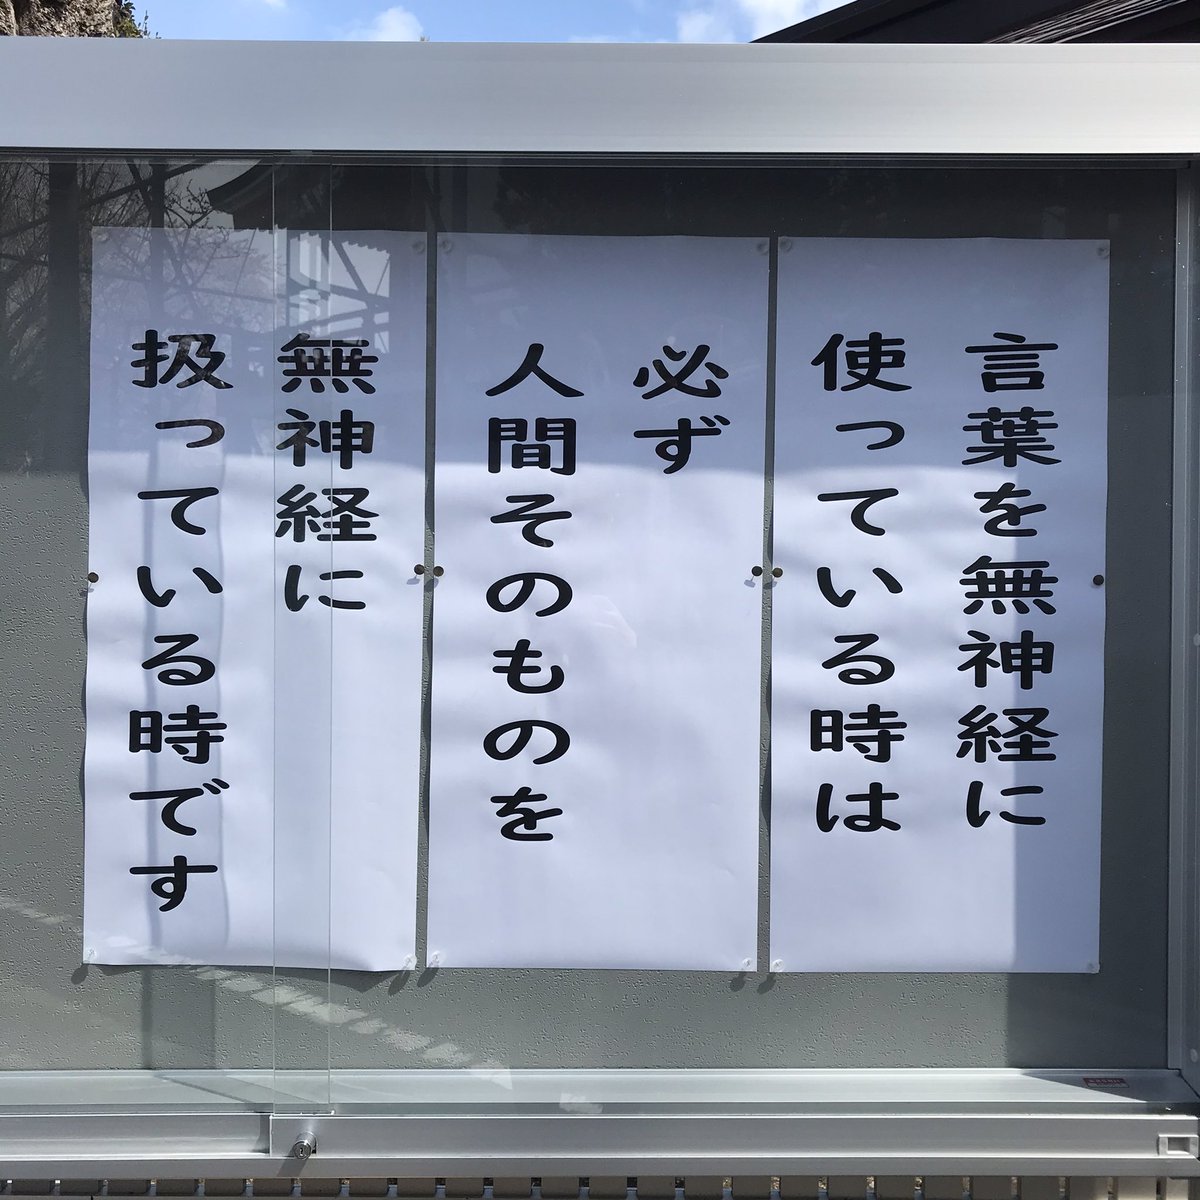 言葉を無神経に
使っている時は
必ず
人間そのものを
無神経に
扱っている時です